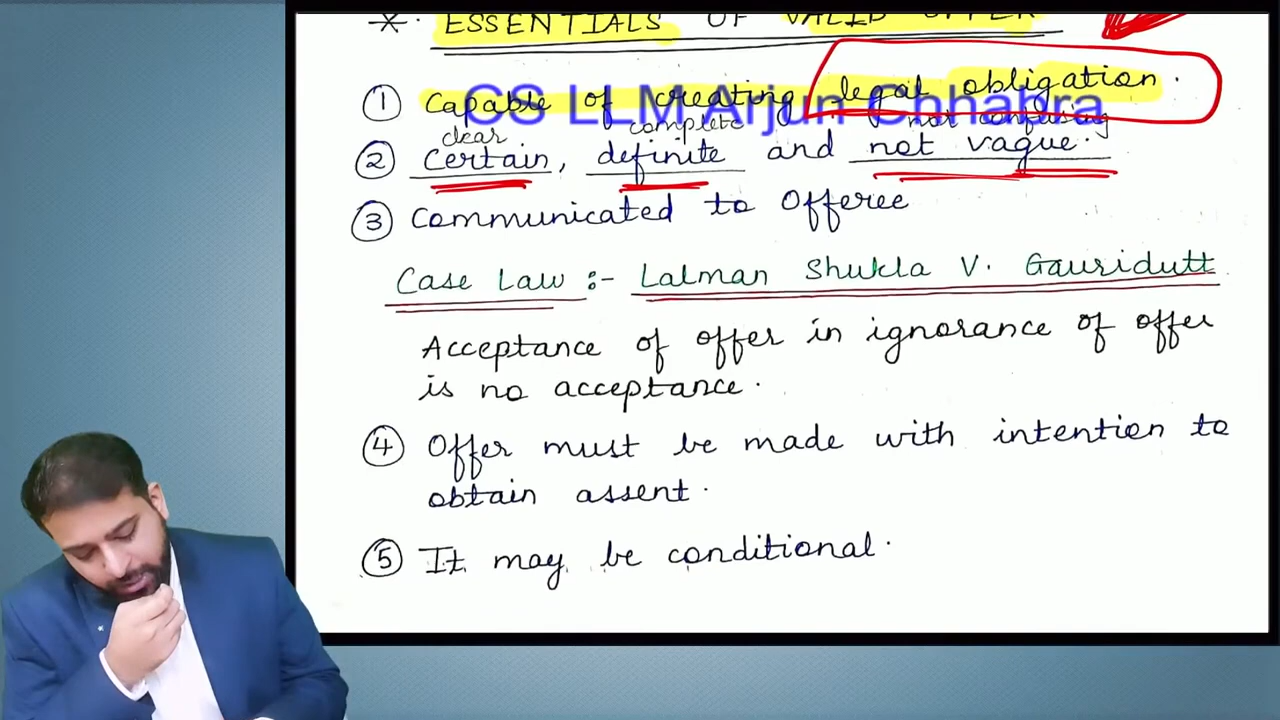 * ESSENTIALS OF VALID OFFER
① Capable of creating legal obligation.
CS LLM Arjun Chhabra
clear complete not confusing
② Certain, definite and not vague.
③ Communicated to Offeree
Case Law :- Lalman Shukla V. Gauridutt
Acceptance of offer in ignorance of offer
is no acceptance.
④ Offer must be made with intention to
obtain assent.
⑤ It may be conditional.